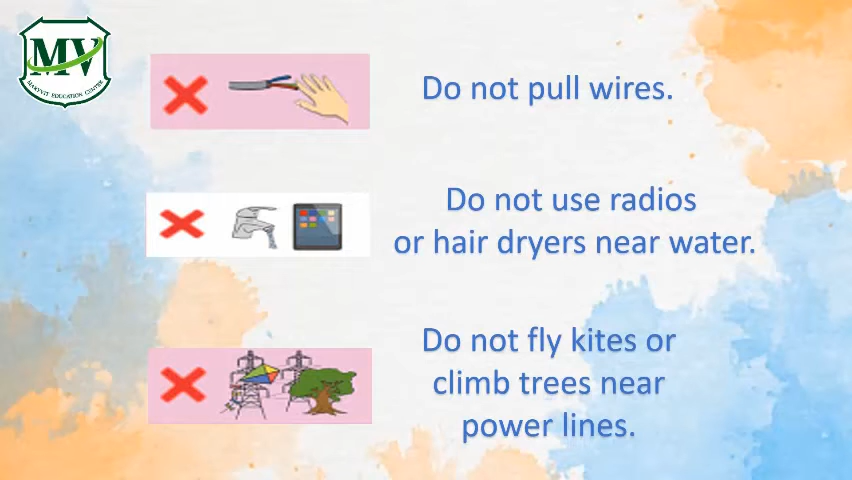 MV
Do not pull wires.
Do not use radios
or hair dryers near water.
Do not fly kites or
climb trees near
power lines.